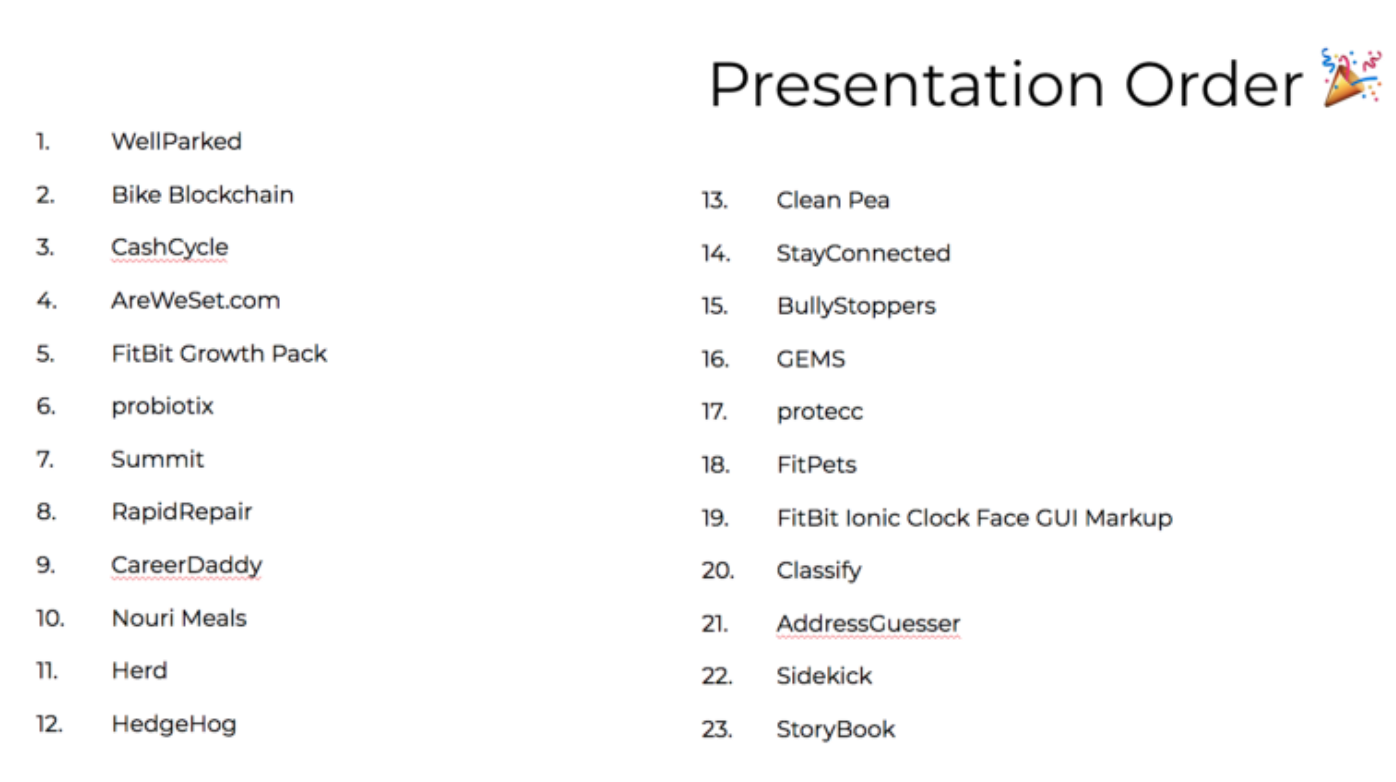 Presentation Order 🎉
1. WellParked
2. Bike Blockchain
3. CashCycle
4. AreWeSet.com
5. FitBit Growth Pack
6. probiotix
7. Summit
8. RapidRepair
9. CareerDaddy
10. Nouri Meals
11. Herd
12. HedgeHog
13. Clean Pea
14. StayConnected
15. BullyStoppers
16. GEMS
17. protecc
18. FitPets
19. FitBit Ionic Clock Face GUI Markup
20. Classify
21. AddressGuesser
22. Sidekick
23. StoryBook